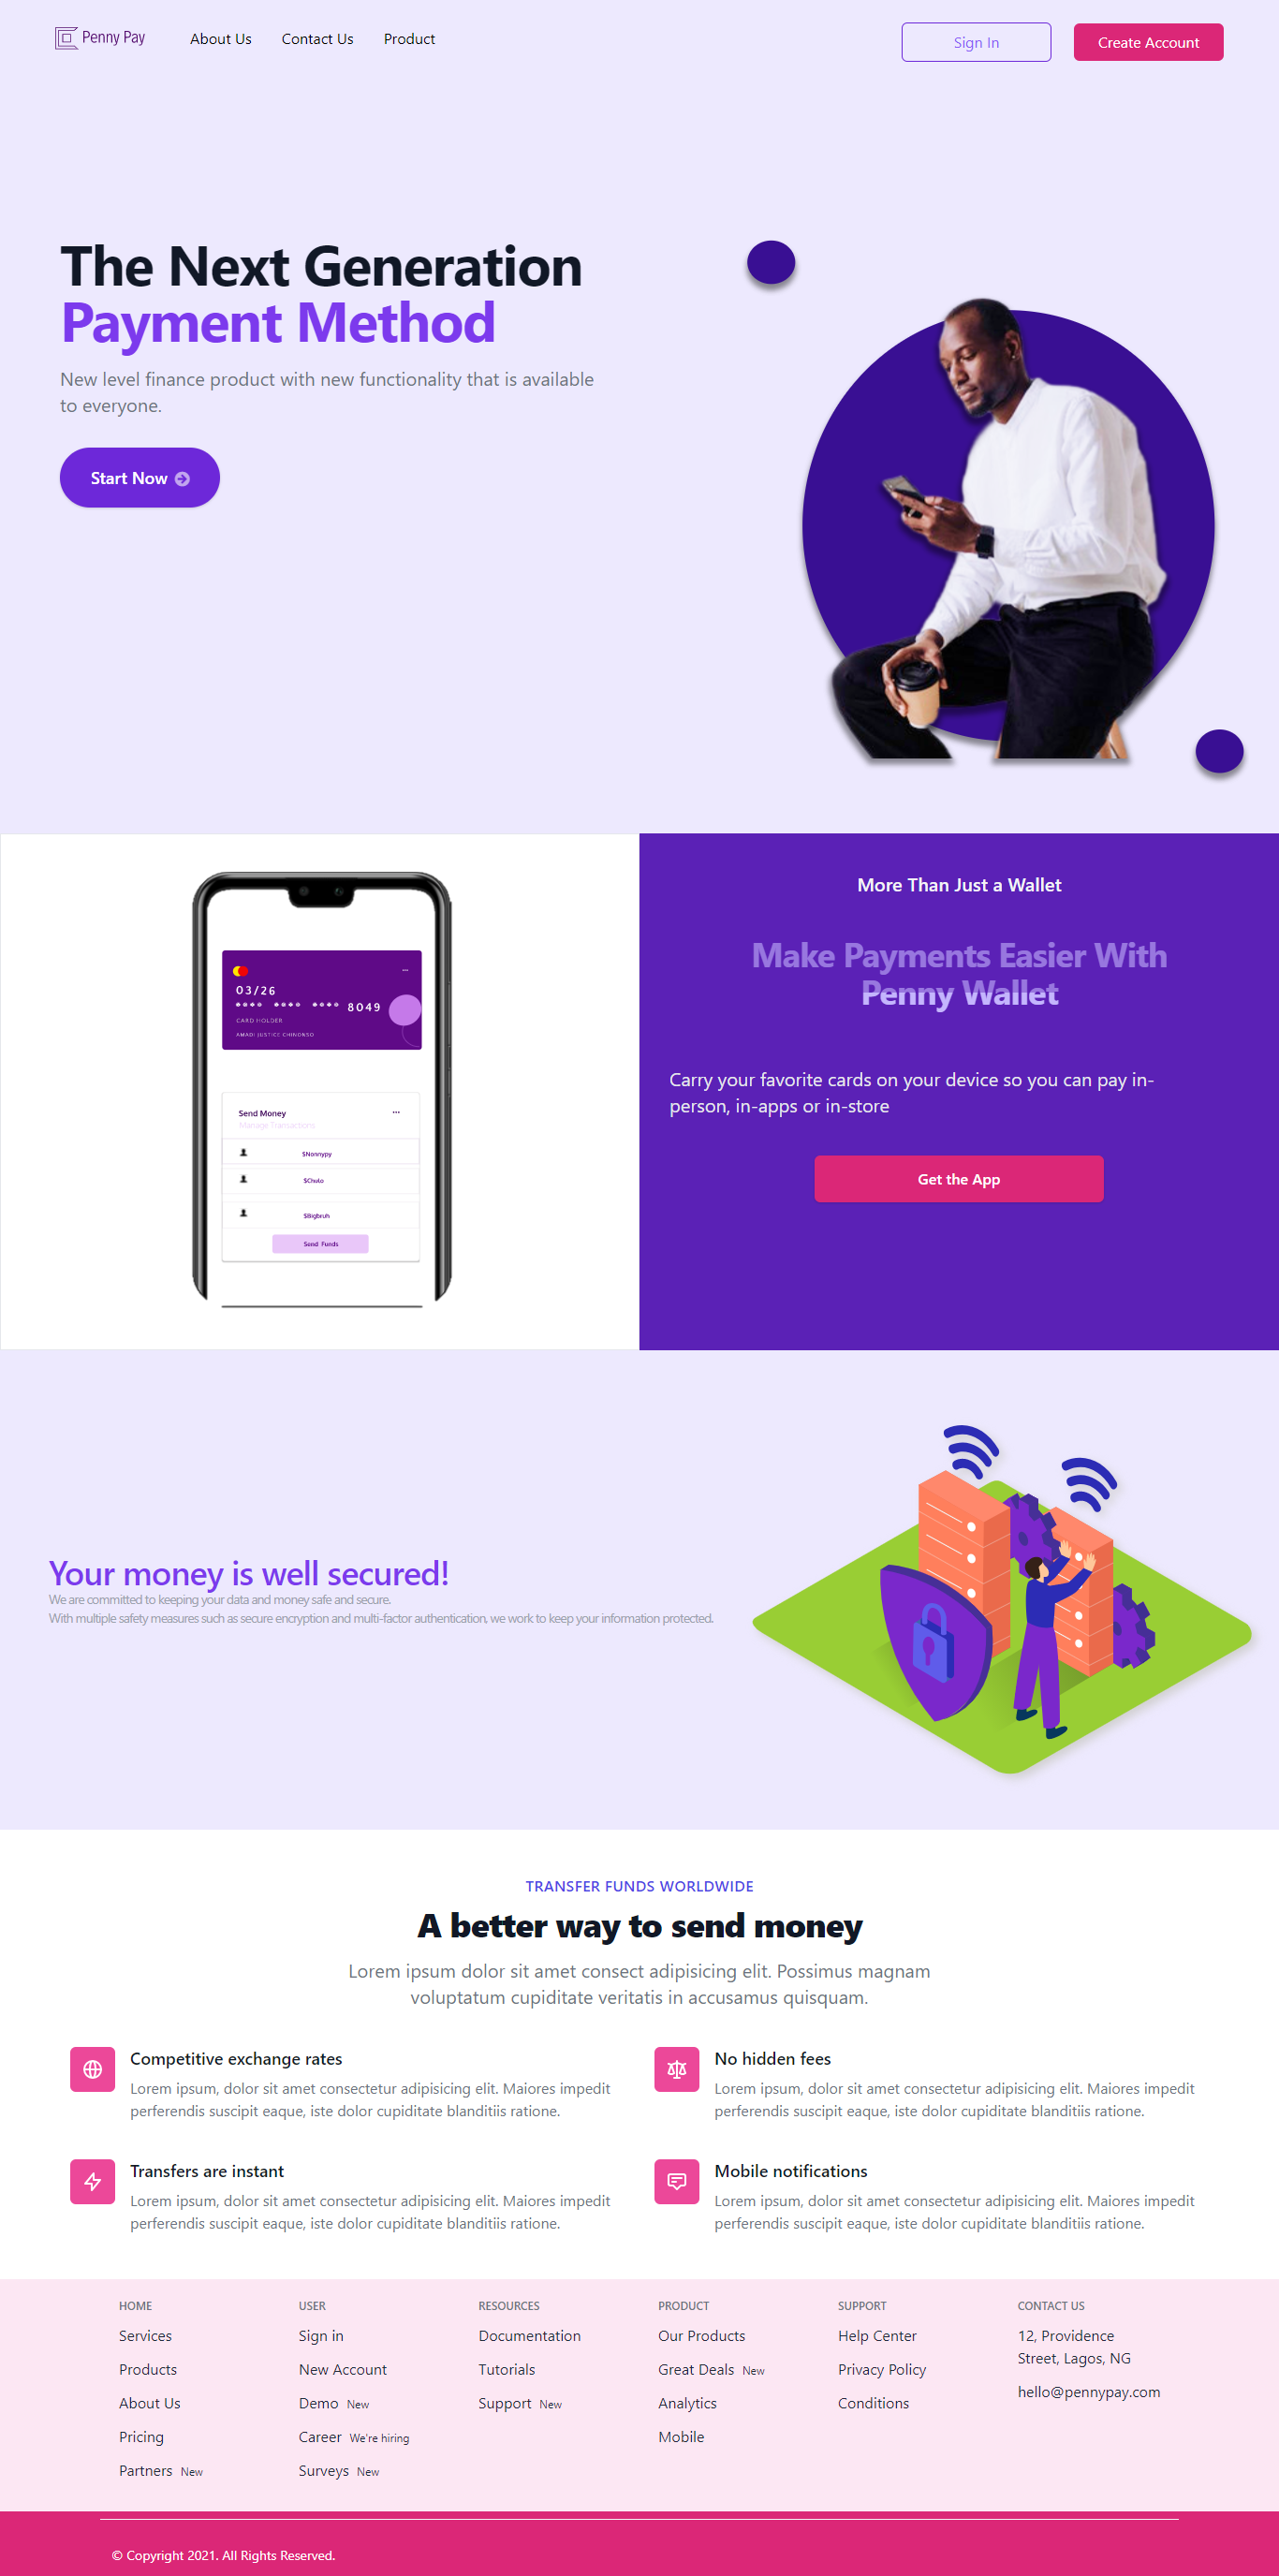 Penny Pay
About Us
Contact Us
Product
Sign In
Create Account
The Next Generation
Payment Method
New level finance product with new functionality that is available
to everyone.
Start Now
03/26
**** **** **** 8049
CARD HOLDER
AMADI JUSTICE CHINONSO
Send Money
Manage Transactions
$Nonnypy
$Chulo
$Bigbruh
Send Funds
More Than Just a Wallet
Make Payments Easier With
Penny Wallet
Carry your favorite cards on your device so you can pay in-
person, in-apps or in-store
Get the App
Your money is well secured!
We are committed to keeping your data and money safe and secure.
With multiple safety measures such as secure encryption and multi-factor authentication, we work to keep your information protected.
TRANSFER FUNDS WORLDWIDE
A better way to send money
Lorem ipsum dolor sit amet consect adipisicing elit. Possimus magnam
voluptatum cupiditate veritatis in accusamus quisquam.
Competitive exchange rates
Lorem ipsum, dolor sit amet consectetur adipisicing elit. Maiores impedit
perferendis suscipit eaque, iste dolor cupiditate blanditiis ratione.
No hidden fees
Lorem ipsum, dolor sit amet consectetur adipisicing elit. Maiores impedit
perferendis suscipit eaque, iste dolor cupiditate blanditiis ratione.
Transfers are instant
Lorem ipsum, dolor sit amet consectetur adipisicing elit. Maiores impedit
perferendis suscipit eaque, iste dolor cupiditate blanditiis ratione.
Mobile notifications
Lorem ipsum, dolor sit amet consectetur adipisicing elit. Maiores impedit
perferendis suscipit eaque, iste dolor cupiditate blanditiis ratione.
HOME
Services
Products
About Us
Pricing
Partners New
USER
Sign in
New Account
Demo New
Career We're hiring
Surveys New
RESOURCES
Documentation
Tutorials
Support New
PRODUCT
Our Products
Great Deals New
Analytics
Mobile
SUPPORT
Help Center
Privacy Policy
Conditions
CONTACT US
12, Providence
Street, Lagos, NG
hello@pennypay.com
© Copyright 2021. All Rights Reserved.